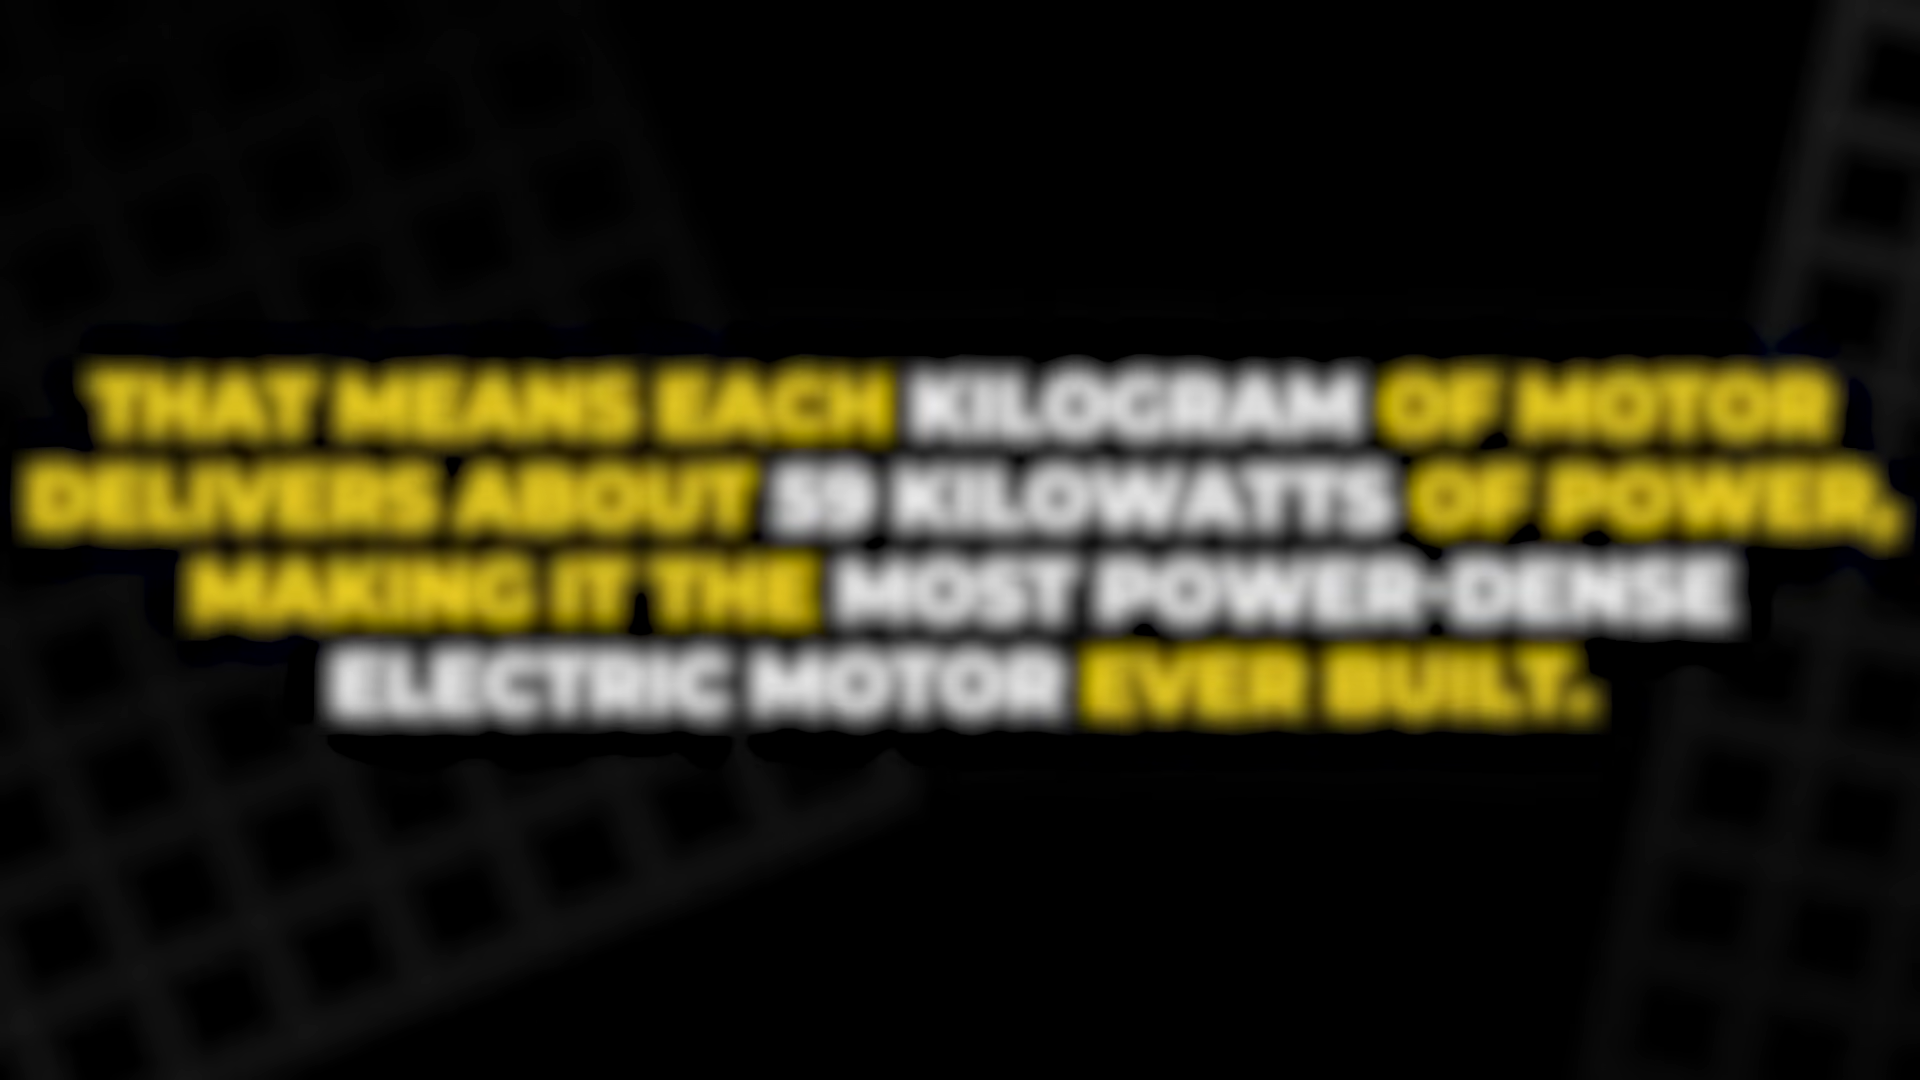 THAT MEANS EACH KILOGRAM OF MOTOR
DELIVERS ABOUT 59 KILOWATTS OF POWER,
MAKING IT THE MOST POWER-DENSE
ELECTRIC MOTOR EVER BUILT.